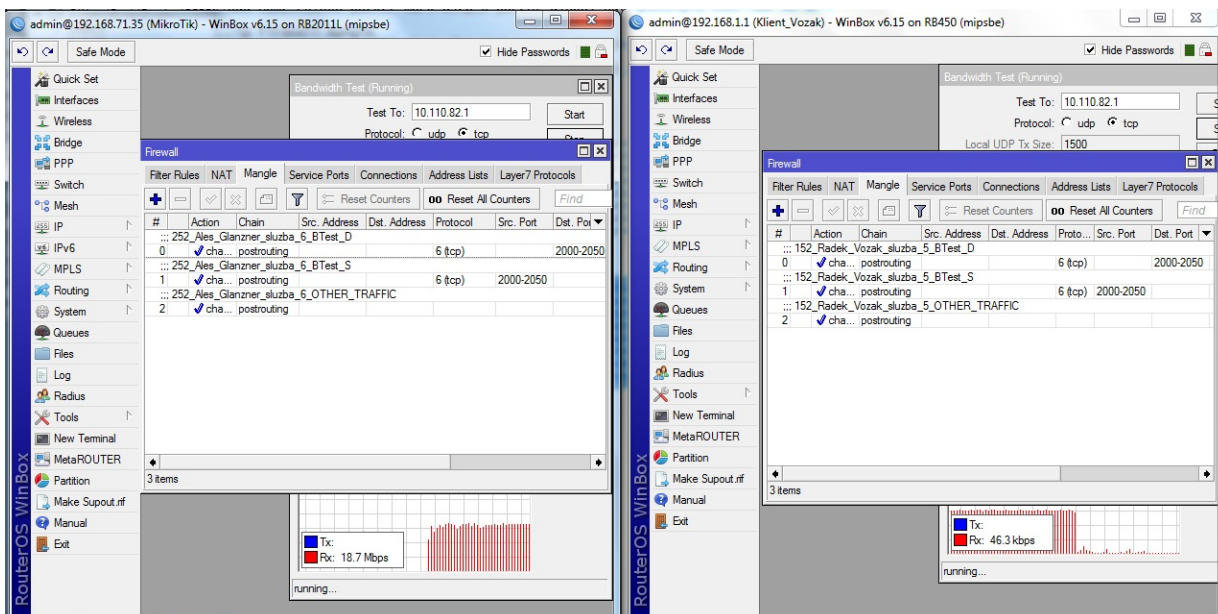 admin@192.168.71.35 (MikroTik) - WinBox v6.15 on RB2011L (mipsbe)
Safe Mode
Hide Passwords
Quick Set
Interfaces
Wireless
Bridge
PPP
Switch
Mesh
IP
IPv6
MPLS
Routing
System
Queues
Files
Log
Radius
Tools
New Terminal
MetaROUTER
Partition
Make Supout.rif
Manual
Exit
RouterOS WinBox
Bandwidth Test (Running)
Test To: 10.110.82.1
Start
Protocol: udp tcp
Firewall
Filter Rules NAT Mangle Service Ports Connections Address Lists Layer7 Protocols
Reset Counters 00 Reset All Counters Find
# Action Chain Src. Address Dst. Address Protocol Src. Port Dst. Por
;;; 252_Ales_Glanzner_sluzba_6_BTest_D
0 cha... postrouting 6 (tcp) 2000-2050
;;; 252_Ales_Glanzner_sluzba_6_BTest_S
1 cha... postrouting 6 (tcp) 2000-2050
;;; 252_Ales_Glanzner_sluzba_6_OTHER_TRAFFIC
2 cha... postrouting
3 items
Tx:
Rx: 18.7 Mbps
running...
admin@192.168.1.1 (Klient_Vozak) - WinBox v6.15 on RB450 (mipsbe)
Safe Mode
Hide Passwords
Quick Set
Interfaces
Wireless
Bridge
PPP
Switch
Mesh
IP
MPLS
Routing
System
Queues
Files
Log
Radius
Tools
New Terminal
MetaROUTER
Partition
Make Supout.rif
Manual
Exit
RouterOS WinBox
Bandwidth Test (Running)
Test To: 10.110.82.1
Protocol: udp tcp
Local UDP Tx Size: 1500
Firewall
Filter Rules NAT Mangle Service Ports Connections Address Lists Layer7 Protocols
Reset Counters 00 Reset All Counters Find
# Action Chain Src. Address Dst. Address Proto... Src. Port Dst. Port
;;; 152_Radek_Vozak_sluzba_5_BTest_D
0 cha... postrouting 6 (tcp) 2000-2050
;;; 152_Radek_Vozak_sluzba_5_BTest_S
1 cha... postrouting 6 (tcp) 2000-2050
;;; 152_Radek_Vozak_sluzba_5_OTHER_TRAFFIC
2 cha... postrouting
3 items
Tx:
Rx: 46.3 kbps
running...